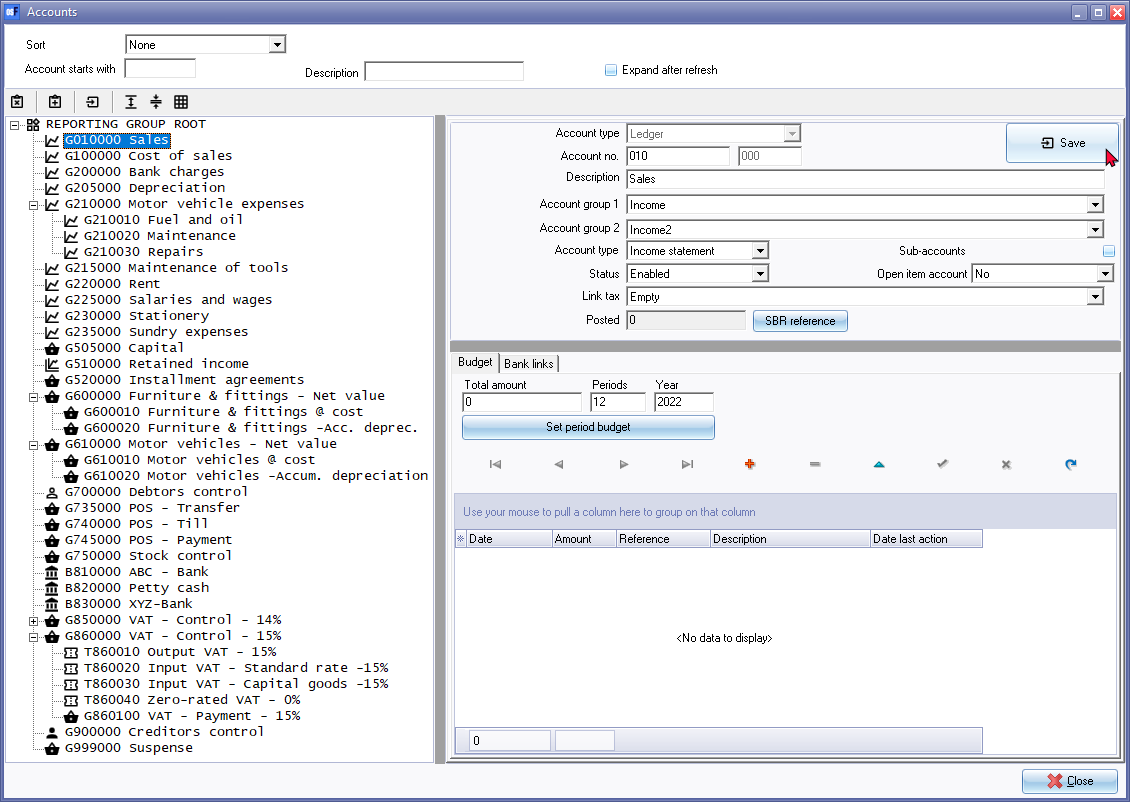 Accounts
Sort
None
Account starts with
Description
Expand after refresh
REPORTING GROUP ROOT
G010000 Sales
G100000 Cost of sales
G200000 Bank charges
G205000 Depreciation
G210000 Motor vehicle expenses
G210010 Fuel and oil
G210020 Maintenance
G210030 Repairs
G215000 Maintenance of tools
G220000 Rent
G225000 Salaries and wages
G230000 Stationery
G235000 Sundry expenses
G505000 Capital
G510000 Retained income
G520000 Installment agreements
G600000 Furniture & fittings - Net value
G600010 Furniture & fittings @ cost
G600020 Furniture & fittings -Acc. deprec.
G610000 Motor vehicles - Net value
G610010 Motor vehicles @ cost
G610020 Motor vehicles -Accum. depreciation
G700000 Debtors control
G735000 POS - Transfer
G740000 POS - Till
G745000 POS - Payment
G750000 Stock control
B810000 ABC - Bank
B820000 Petty cash
B830000 XYZ-Bank
G850000 VAT - Control - 14%
G860000 VAT - Control - 15%
T860010 Output VAT - 15%
T860020 Input VAT - Standard rate -15%
T860030 Input VAT - Capital goods -15%
T860040 Zero-rated VAT - 0%
G860100 VAT - Payment - 15%
G900000 Creditors control
G999000 Suspense
Account type Ledger
Save
Account no. 010 000
Description Sales
Account group 1 Income
Account group 2 Income2
Account type Income statement Sub-accounts
Status Enabled Open item account No
Link tax Empty
Posted 0 SBR reference
Budget Bank links
Total amount Periods Year
0 12 2022
Set period budget
Use your mouse to pull a column here to group on that column
Date Amount Reference Description Date last action
<No data to display>
0
Close